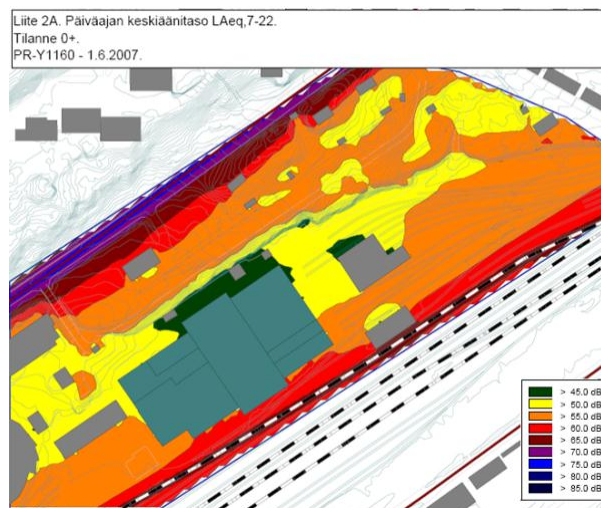 Liite 2A. Päiväajan keskiäänitaso LAeq,7-22.
Tilanne 0+.
PR-Y1160 - 1.6.2007.
> 45.0 dB
> 50.0 dB
> 55.0 dB
> 60.0 dB
> 65.0 dB
> 70.0 dB
> 75.0 dB
> 80.0 dB
> 85.0 dB